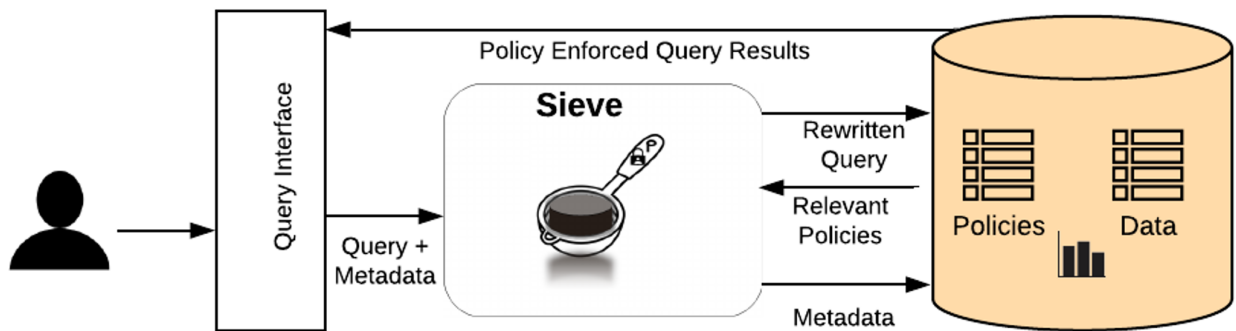 Policy Enforced Query Results
Query Interface
Sieve
P
Query +
Metadata
Rewritten
Query
Relevant
Policies
Metadata
Policies
Data